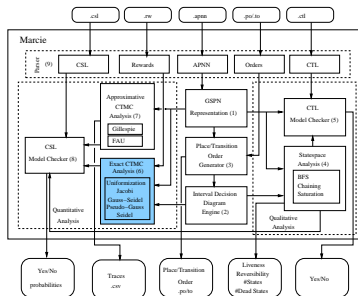 .csl
.rw
.apnn
.po/.to
.ctl
Marcie
Parser (9)
CSL
Rewards
APNN
Orders
CTL
Approximative
CTMC
Analysis (7)
Gillespie
FAU
GSPN
Representation (1)
CTL
Model Checker (5)
CSL
Model Checker (8)
Exact CTMC
Analysis (6)
Uniformization
Jacobi
Gauss-Seidel
Pseudo-Gauss
Seidel
Place/Transition
Order
Generator (3)
Interval Decision
Diagram
Engine (2)
Statespace
Analysis (4)
BFS
Chaining
Saturation
Quantitative
Analysis
Qualitative
Analysis
Yes/No
probabilities
Traces
.csv
Place/Transition
Order
.po/to
Liveness
Reversibility
#States
#Dead States
Yes/No